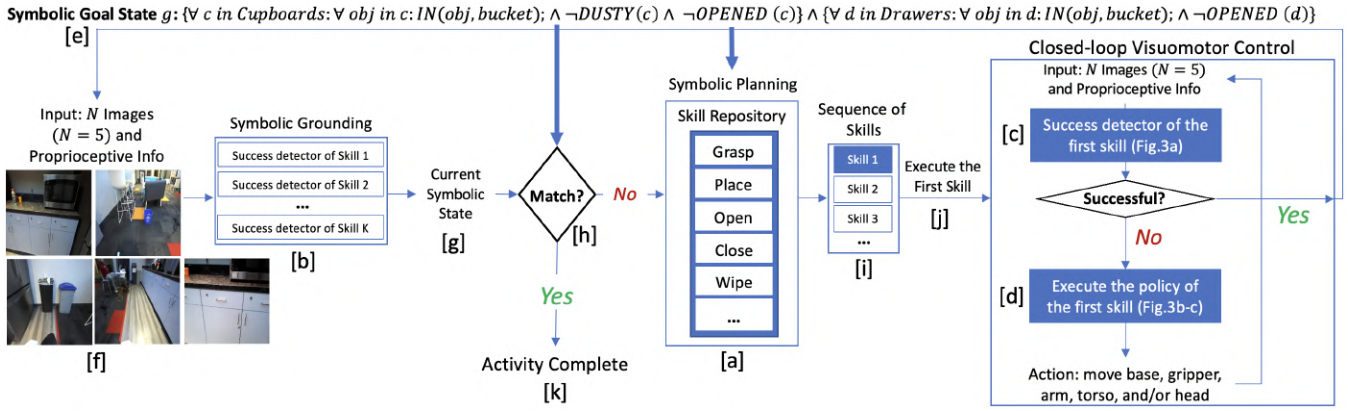 Symbolic Goal State g: {∀ c in Cupboards: ∀ obj in c: IN(obj, bucket); ∧ ¬DUSTY(c) ∧ ¬OPENED (c)} ∧ {∀ d in Drawers: ∀ obj in d: IN(obj, bucket); ∧ ¬OPENED (d)}
[e]
Input: N Images
(N = 5) and
Proprioceptive Info
[f]
Symbolic Grounding
Success detector of Skill 1
Success detector of Skill 2
...
Success detector of Skill K
[b]
Current
Symbolic
State
[g]
Match?
[h]
No
Yes
Activity Complete
[k]
Symbolic Planning
Skill Repository
Grasp
Place
Open
Close
Wipe
...
[a]
Sequence of
Skills
Skill 1
Skill 2
Skill 3
...
[i]
Execute the
First Skill
[j]
Closed-loop Visuomotor Control
Input: N Images (N = 5)
and Proprioceptive Info
[c]
Success detector of the
first skill (Fig.3a)
Successful?
Yes
No
[d]
Execute the policy of
the first skill (Fig.3b-c)
Action: move base, gripper,
arm, torso, and/or head